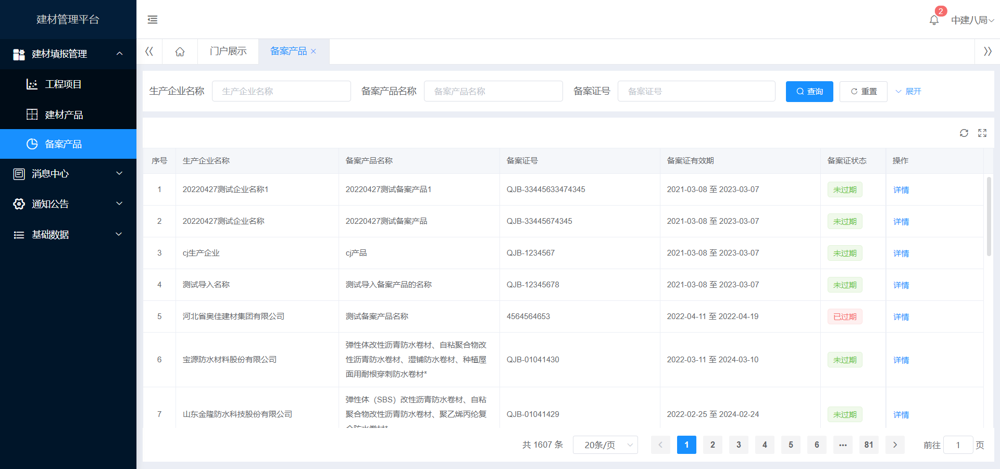 建材管理平台
2
中建八局
建材填报管理
工程项目
建材产品
备案产品
消息中心
通知公告
基础数据
门户展示
备案产品
生产企业名称 生产企业名称 备案产品名称 备案产品名称 备案证号 备案证号 查询 重置 展开
序号 生产企业名称 备案产品名称 备案证号 备案证有效期 备案证状态 操作
1 20220427测试企业名称1 20220427测试备案产品1 QJB-33445633474345 2021-03-08 至 2023-03-07 未过期 详情
2 20220427测试企业名称 20220427测试备案产品 QJB-33445674345 2021-03-08 至 2023-03-07 未过期 详情
3 cj生产企业 cj产品 QJB-1234567 2021-03-08 至 2023-03-07 未过期 详情
4 测试导入名称 测试导入备案产品的名称 QJB-12345678 2021-03-08 至 2023-03-07 未过期 详情
5 河北省奥佳建材集团有限公司 测试备案产品名称 4564564653 2022-04-11 至 2022-04-19 已过期 详情
弹性体改性沥青防水卷材、自粘聚合物改
6 宝源防水材料股份有限公司 性沥青防水卷材、湿铺防水卷材、种植屋 QJB-01041430 2022-03-11 至 2024-03-10 未过期 详情
面用耐根穿刺防水卷材*
弹性体（SBS）改性沥青防水卷材、自粘
7 山东金隆防水科技股份有限公司 聚合物改性沥青防水卷材、聚乙烯丙纶复 QJB-01041429 2022-02-25 至 2024-02-24 未过期 详情
合防水卷材*
共 1607 条 20条/页 1 2 3 4 5 6 ••• 81 前往 1 页